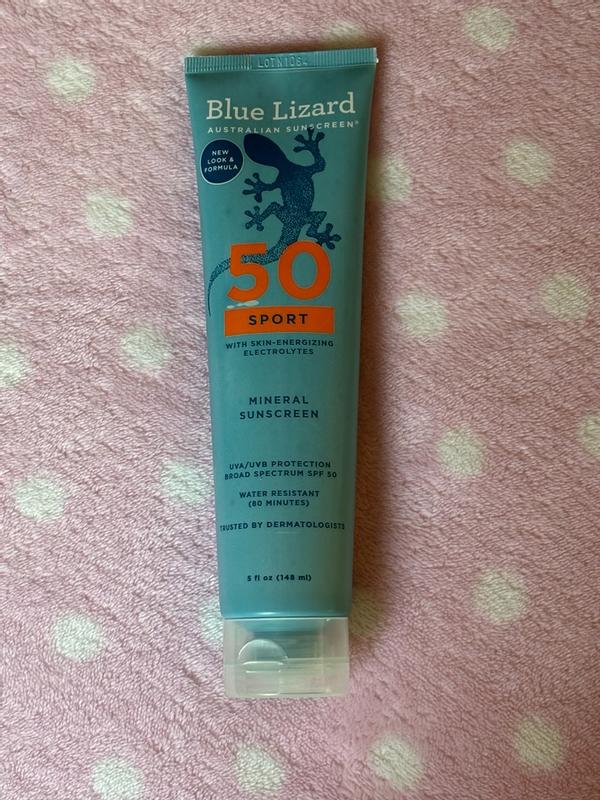 LOTN1084
Blue Lizard
AUSTRALIAN SUNSCREEN®
NEW
LOOK &
FORMULA
50
SPORT
WITH SKIN-ENERGIZING
ELECTROLYTES
MINERAL
SUNSCREEN
UVA/UVB PROTECTION
BROAD SPECTRUM SPF 50
WATER RESISTANT
(80 MINUTES)
TRUSTED BY DERMATOLOGISTS
5 fl oz (148 ml)